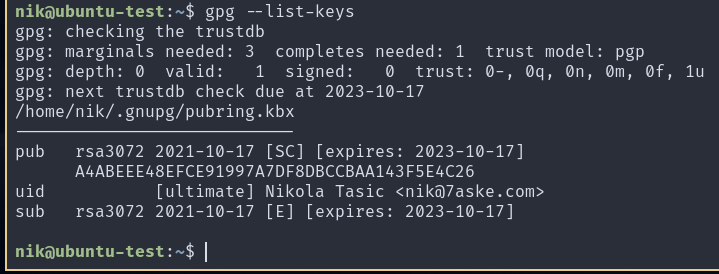 nik@ubuntu-test:~$ gpg --list-keys
gpg: checking the trustdb
gpg: marginals needed: 3  completes needed: 1  trust model: pgp
gpg: depth: 0  valid:   1  signed:   0  trust: 0-, 0q, 0n, 0m, 0f, 1u
gpg: next trustdb check due at 2023-10-17
/home/nik/.gnupg/pubring.kbx
----------------------------
pub   rsa3072 2021-10-17 [SC] [expires: 2023-10-17]
      A4ABEEE48EFCE91997A7DF8DBCCBAA143F5E4C26
uid           [ultimate] Nikola Tasic <nik@7aske.com>
sub   rsa3072 2021-10-17 [E] [expires: 2023-10-17]
nik@ubuntu-test:~$